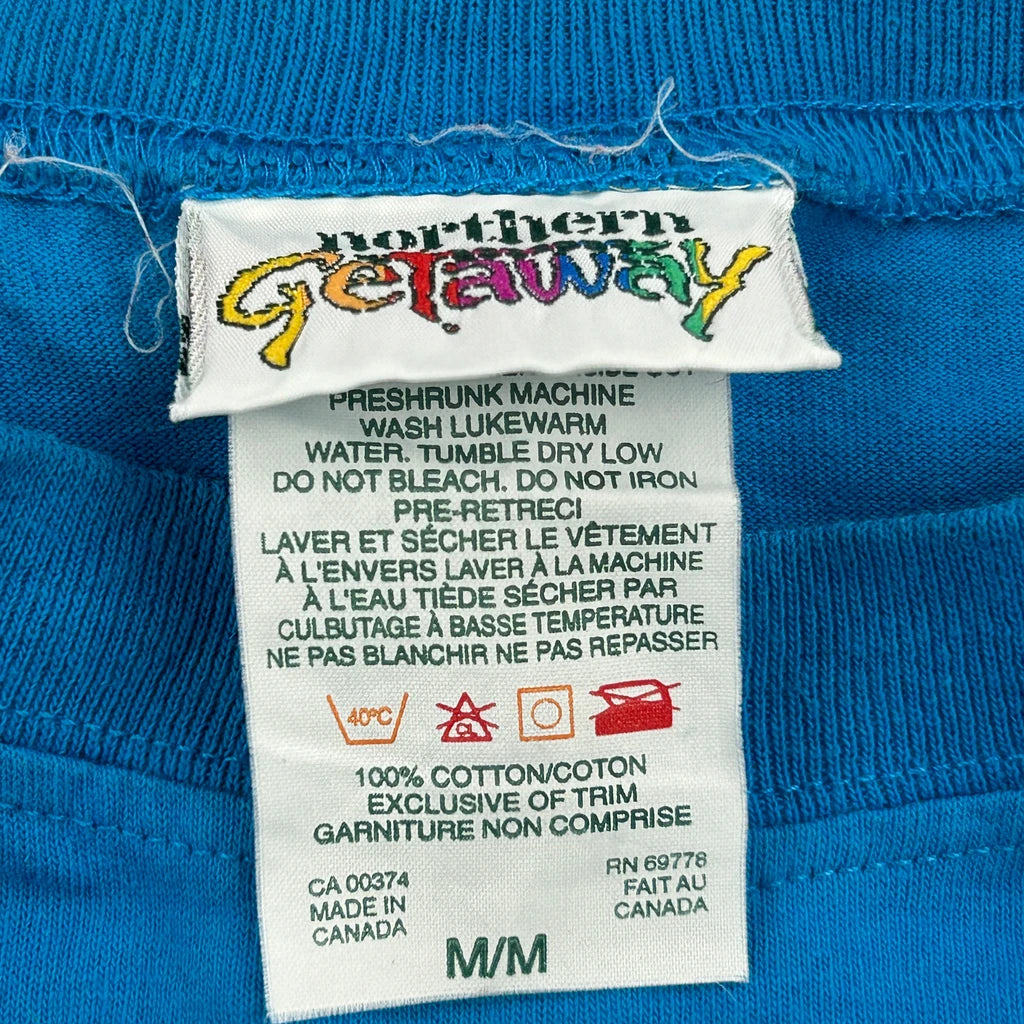 northern
Getaway
PRESHRUNK MACHINE
WASH LUKEWARM
WATER. TUMBLE DRY LOW
DO NOT BLEACH. DO NOT IRON
PRE-RETRECI
LAVER ET SÉCHER LE VÊTEMENT
À L'ENVERS LAVER À LA MACHINE
À L'EAU TIÈDE SÉCHER PAR
CULBUTAGE À BASSE TEMPERATURE
NE PAS BLANCHIR NE PAS REPASSER
40°C CL
100% COTTON/COTON
EXCLUSIVE OF TRIM
GARNITURE NON COMPRISE
CA 00374
MADE IN
CANADA
RN 69778
FAIT AU
CANADA
M/M